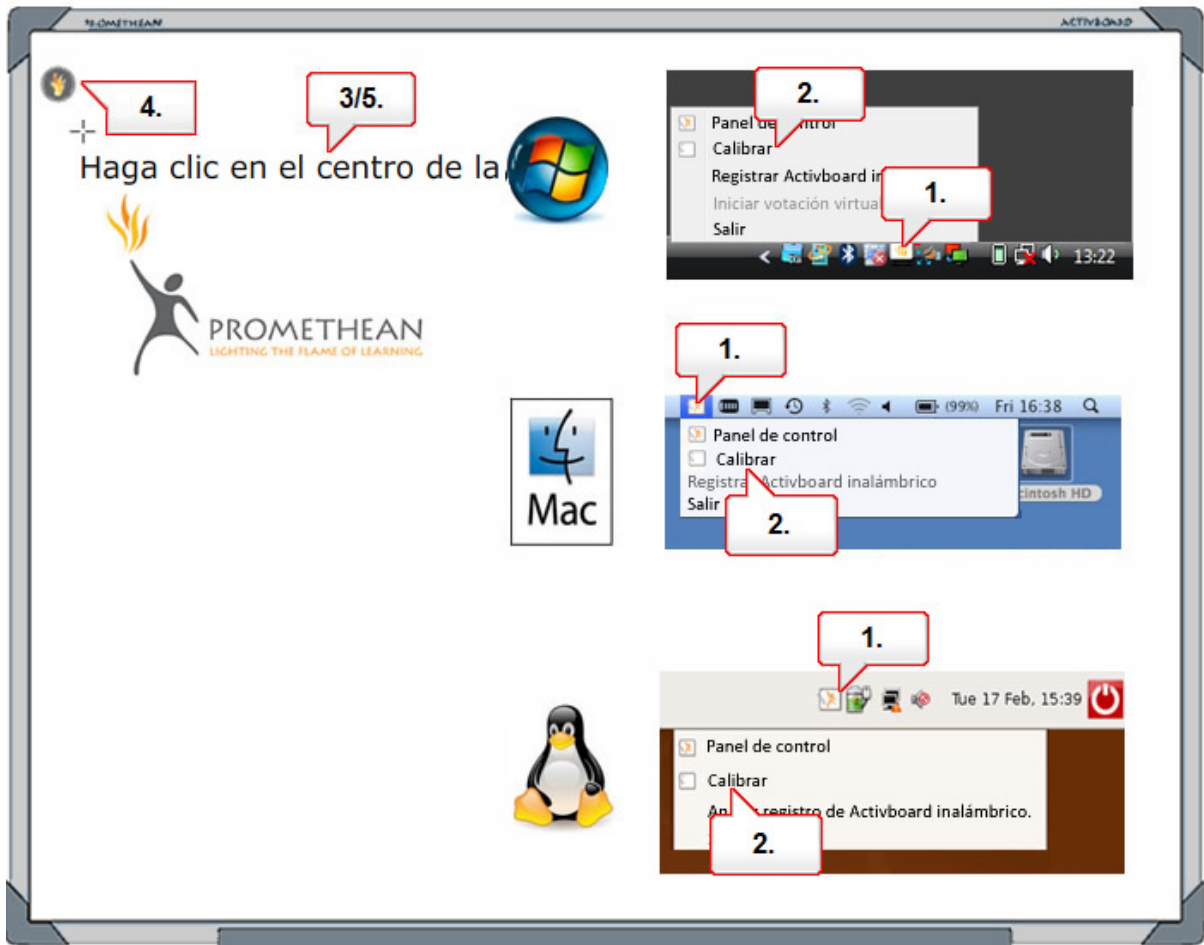 PROMETHEAN
ACTIVBOARD
4.
3/5.
Haga clic en el centro de la
PROMETHEAN
LIGHTING THE FLAME OF LEARNING
2.
Panel de control
Calibrar
Registrar Activboard
1.
Iniciar votación virtual
Salir
13:22
1.
(99%) Fri 16:38
Panel de control
Calibrar
Registrar Activboard inalámbrico
Salir
2.
Macintosh HD
Mac
1.
Tue 17 Feb, 15:39
Panel de control
Calibrar
registro de Activboard inalámbrico.
2.